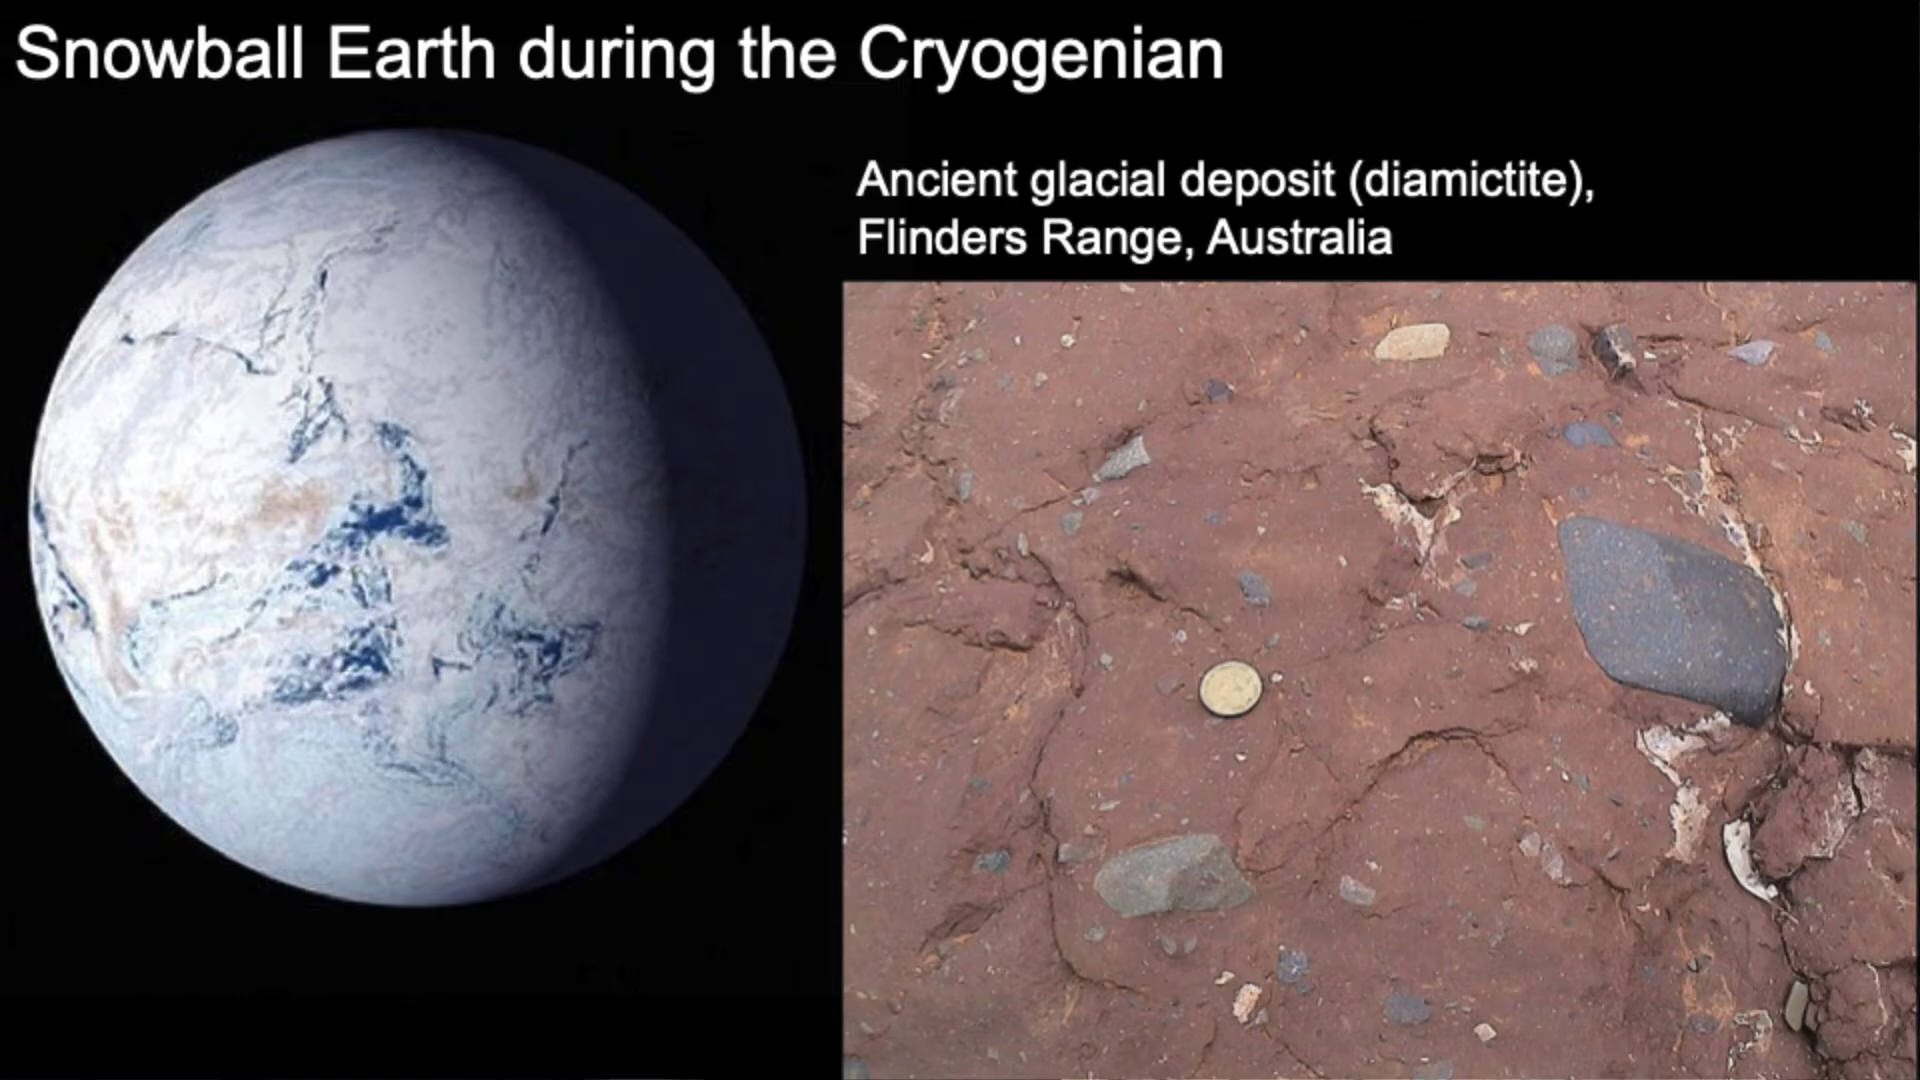 Snowball Earth during the Cryogenian
Ancient glacial deposit (diamictite),
Flinders Range, Australia